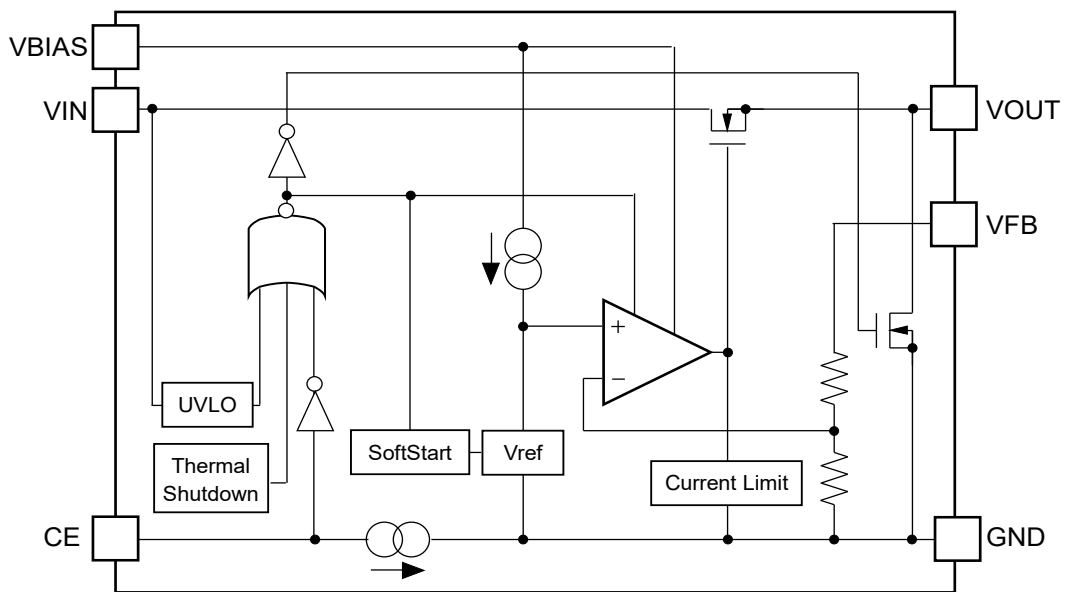 VBIAS
VIN
VOUT
VFB
+
−
UVLO
SoftStart
Vref
Thermal
Shutdown
Current Limit
CE
GND